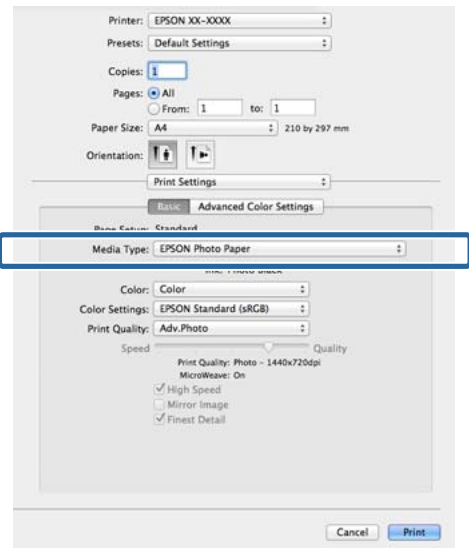 Printer: EPSON XX-XXXX
Presets: Default Settings
Copies: 1
Pages: All
From: 1 to: 1
Paper Size: A4 210 by 297 mm
Orientation:
Print Settings
Basic Advanced Color Settings
Page Setup: Standard
Media Type: EPSON Photo Paper
Ink: Photo Black
Color: Color
Color Settings: EPSON Standard (sRGB)
Print Quality: Adv.Photo
Speed Quality
Print Quality: Photo - 1440x720dpi
MicroWeave: On
High Speed
Mirror Image
Finest Detail
Cancel Print